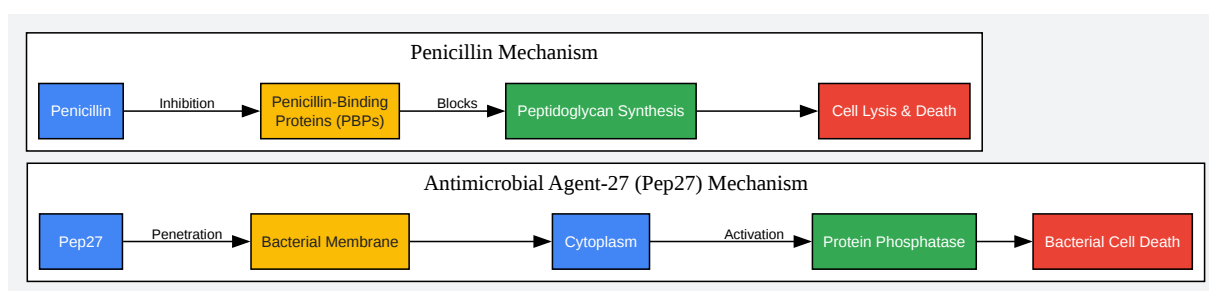 Penicillin Mechanism
Penicillin
Inhibition
Penicillin-Binding
Proteins (PBPs)
Blocks
Peptidoglycan Synthesis
Cell Lysis & Death
Antimicrobial Agent-27 (Pep27) Mechanism
Pep27
Penetration
Bacterial Membrane
Cytoplasm
Activation
Protein Phosphatase
Bacterial Cell Death